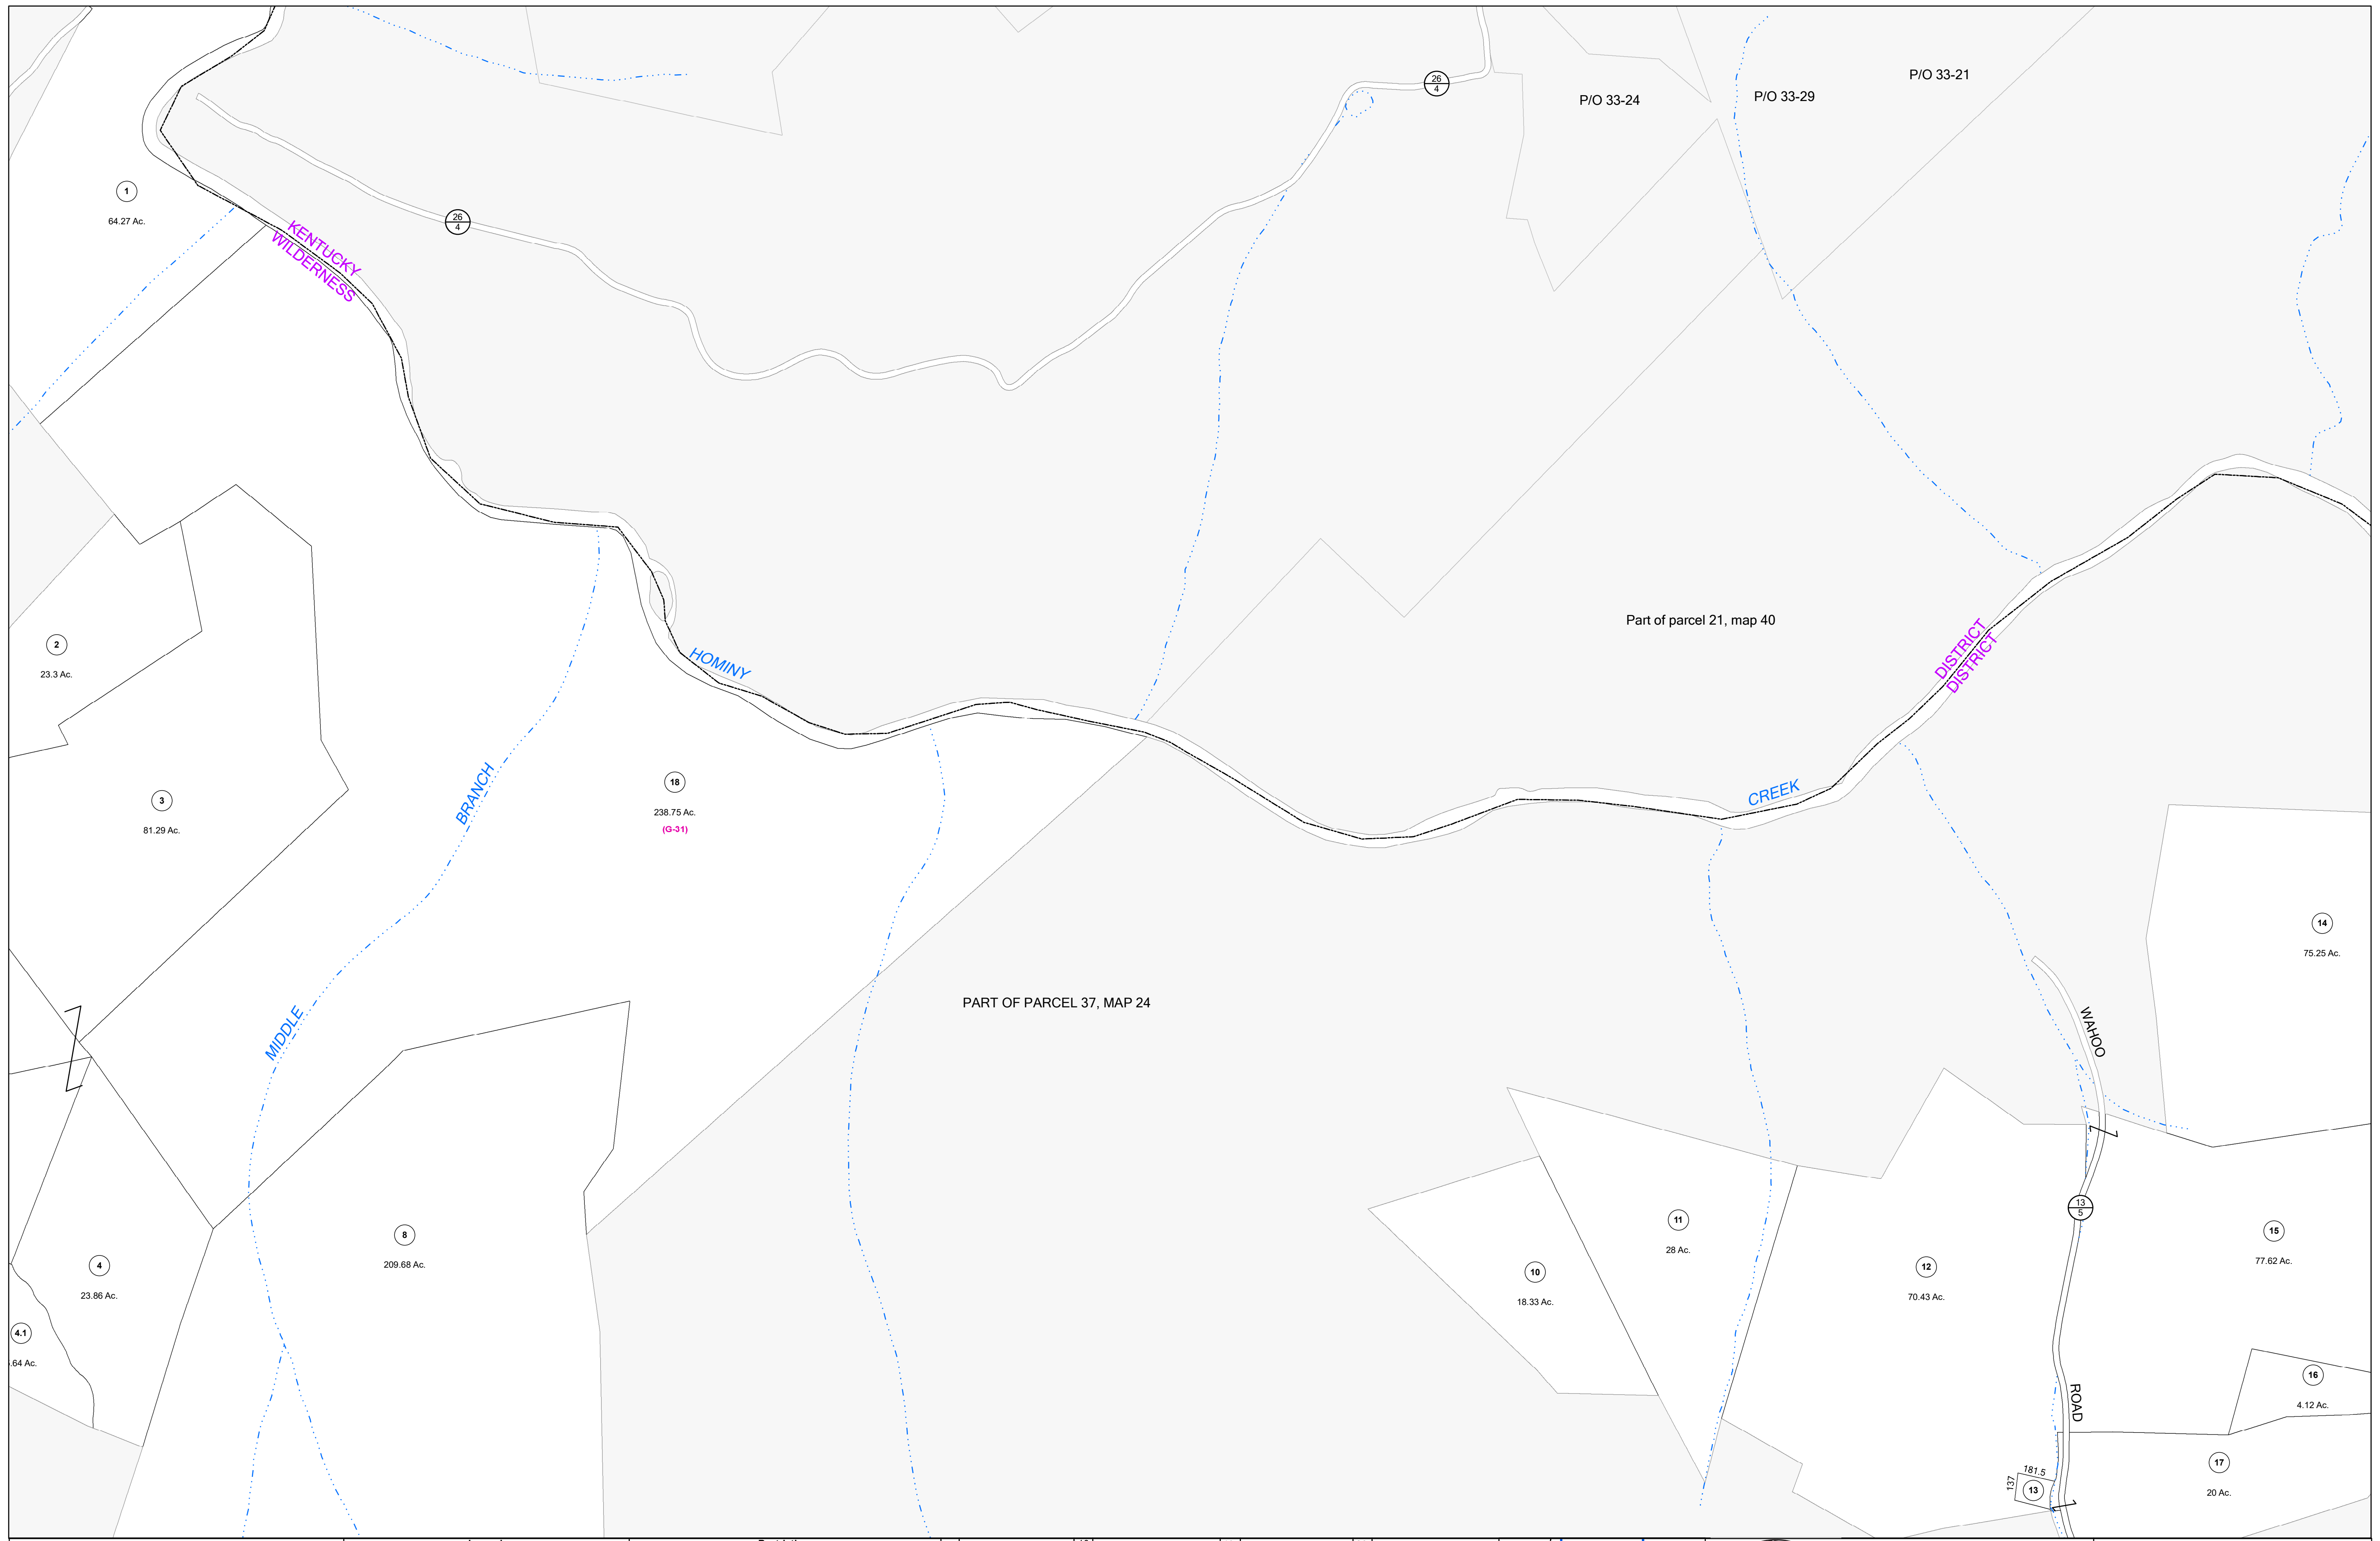 P/O 33-21
26
4
P/O 33-29
P/O 33-24
1
64.27 Ac.
26
4
KENTUCKY
WILDERNESS
Part of parcel 21, map 40
DISTRICT
DISTRICT
2
23.3 Ac.
HOMINY
18
238.75 Ac.
(G-31)
BRANCH
CREEK
3
81.29 Ac.
14
75.25 Ac.
PART OF PARCEL 37, MAP 24
MIDDLE
WAHOO
13
5
11
28 Ac.
15
77.62 Ac.
8
209.68 Ac.
4
23.86 Ac.
10
18.33 Ac.
12
70.43 Ac.
4.1
.64 Ac.
16
4.12 Ac.
ROAD
17
20 Ac.
181.5
137
13